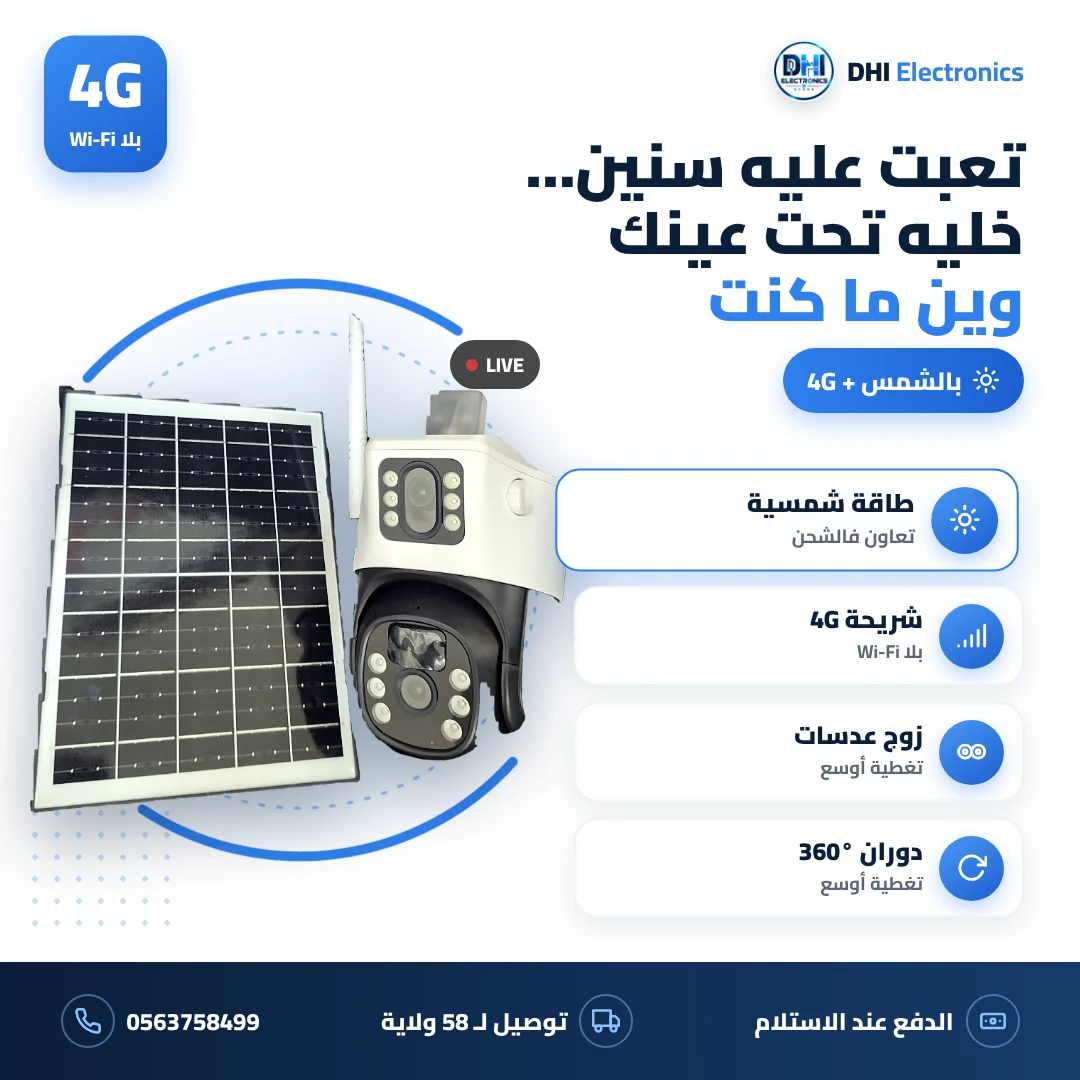 4G
بلا Wi-Fi
DHI
ELECTRONICS
DHI Electronics
تعبت عليه سنين...
خليه تحت عينك
وين ما كنت
بالشمس + 4G
LIVE
طاقة شمسية
تعاون فالشحن
شريحة 4G
بلا Wi-Fi
زوج عدسات
تغطية أوسع
دوران °360
تغطية أوسع
الدفع عند الاستلام
توصيل لـ 58 ولاية
0563758499